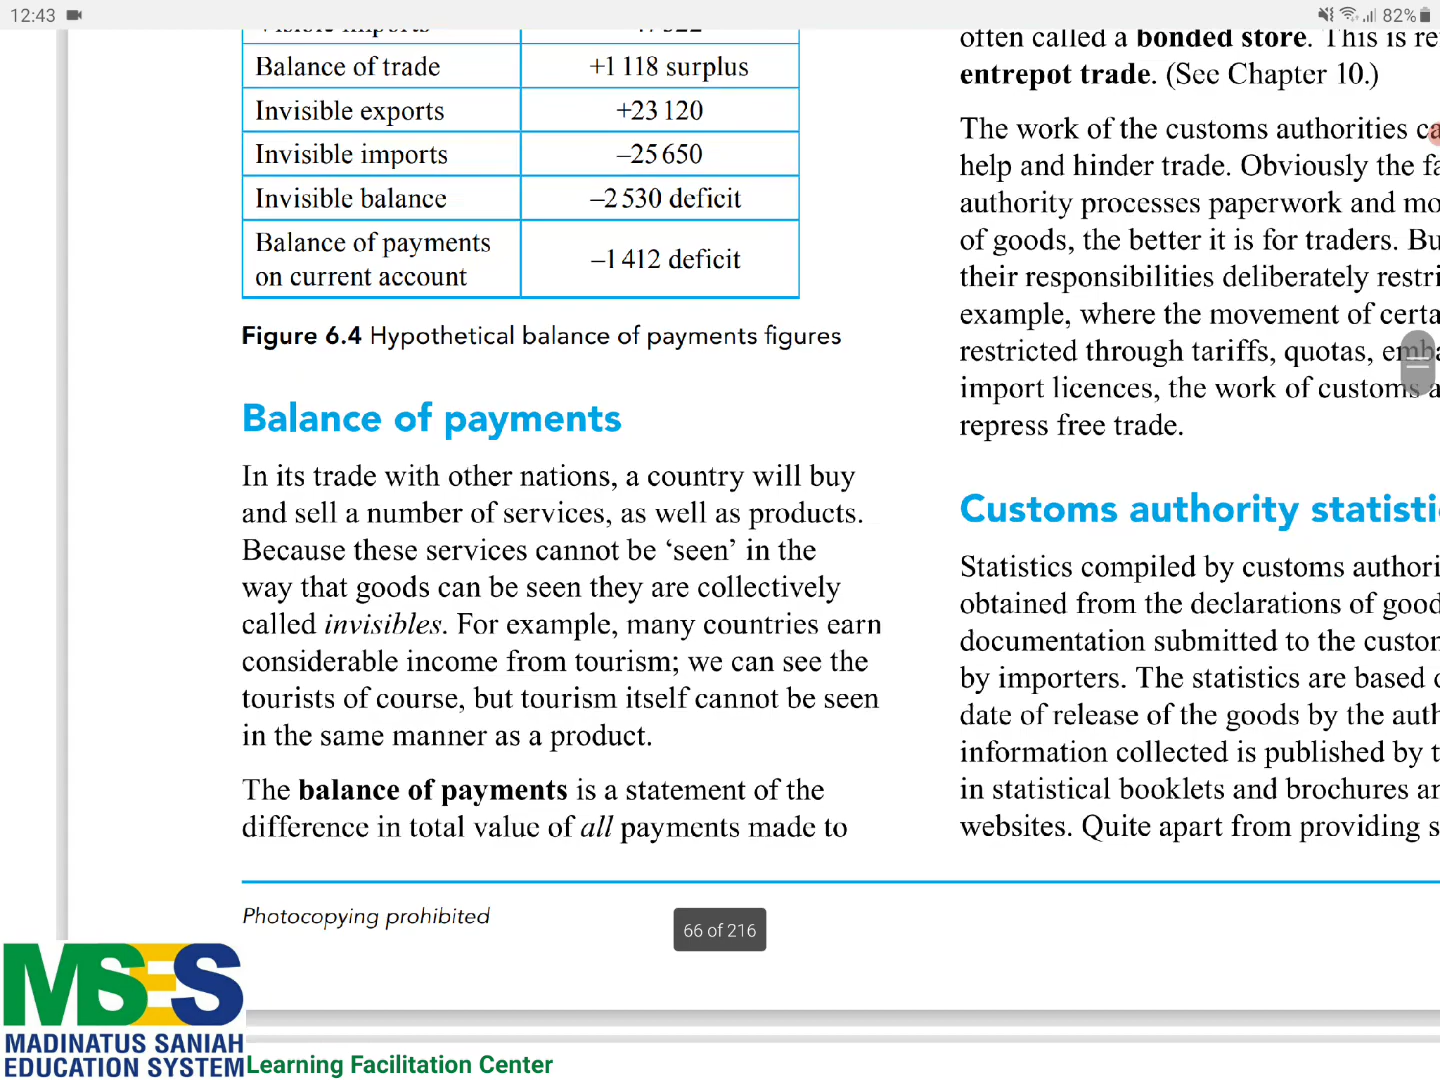 12:43
82%
Balance of trade
+1 118 surplus
Invisible exports
+23 120
Invisible imports
–25 650
Invisible balance
–2 530 deficit
Balance of payments
on current account
–1 412 deficit
Figure 6.4 Hypothetical balance of payments figures
Balance of payments
In its trade with other nations, a country will buy
and sell a number of services, as well as products.
Because these services cannot be ‘seen’ in the
way that goods can be seen they are collectively
called invisibles. For example, many countries earn
considerable income from tourism; we can see the
tourists of course, but tourism itself cannot be seen
in the same manner as a product.
The balance of payments is a statement of the
difference in total value of all payments made to
often called a bonded store. This is re
entrepot trade. (See Chapter 10.)
The work of the customs authorities ca
help and hinder trade. Obviously the fa
authority processes paperwork and mo
of goods, the better it is for traders. Bu
their responsibilities deliberately restri
example, where the movement of certa
restricted through tariffs, quotas, emba
import licences, the work of customs a
repress free trade.
Customs authority statisti
Statistics compiled by customs authori
obtained from the declarations of good
documentation submitted to the custom
by importers. The statistics are based o
date of release of the goods by the auth
information collected is published by t
in statistical booklets and brochures an
websites. Quite apart from providing s
Photocopying prohibited
66 of 216
MSES
MADINATUS SANIAH
EDUCATION SYSTEM
Learning Facilitation Center